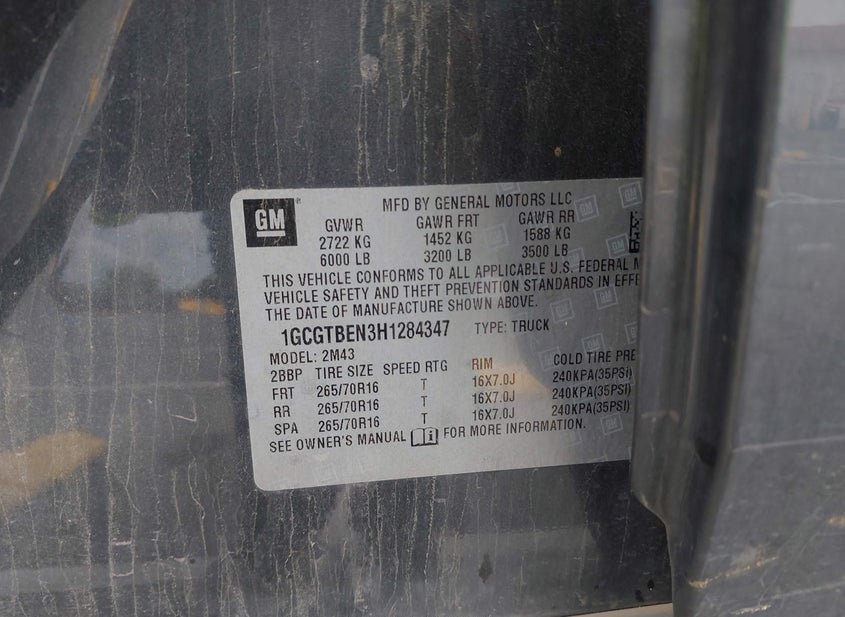 GM
MFD BY GENERAL MOTORS LLC
GVWR GAWR FRT GAWR RR
2722 KG 1452 KG 1588 KG
6000 LB 3200 LB 3500 LB
THIS VEHICLE CONFORMS TO ALL APPLICABLE U.S. FEDERAL
VEHICLE SAFETY AND THEFT PREVENTION STANDARDS IN EFF
THE DATE OF MANUFACTURE SHOWN ABOVE.
1GCGTBEN3H1284347 TYPE: TRUCK
MODEL: 2M43
2BBP TIRE SIZE SPEED RTG RIM COLD TIRE PRE
FRT 265/70R16 T 16X7.0J 240KPA(35PSI)
RR 265/70R16 T 16X7.0J 240KPA(35PSI)
SPA 265/70R16 T 16X7.0J 240KPA(35PSI)
SEE OWNER'S MANUAL FOR MORE INFORMATION.